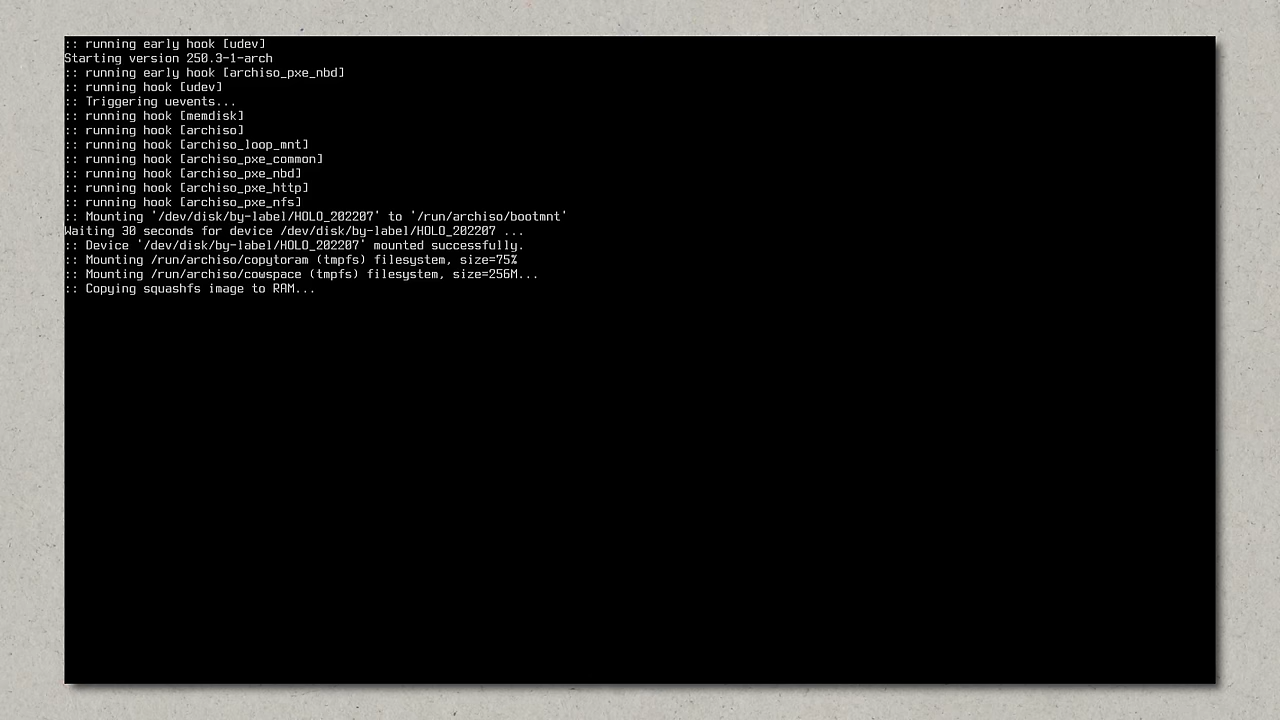 :: running early hook [udev]
Starting version 250.3-1-arch
:: running early hook [archiso_pxe_nbd]
:: running hook [udev]
:: Triggering uevents...
:: running hook [memdisk]
:: running hook [archiso]
:: running hook [archiso_loop_mnt]
:: running hook [archiso_pxe_common]
:: running hook [archiso_pxe_nbd]
:: running hook [archiso_pxe_http]
:: running hook [archiso_pxe_nfs]
:: Mounting '/dev/disk/by-label/HOLO_202207' to '/run/archiso/bootmnt'
Waiting 30 seconds for device /dev/disk/by-label/HOLO_202207 ...
:: Device '/dev/disk/by-label/HOLO_202207' mounted successfully.
:: Mounting /run/archiso/copytoram (tmpfs) filesystem, size=75%
:: Mounting /run/archiso/cowspace (tmpfs) filesystem, size=256M...
:: Copying squashfs image to RAM...